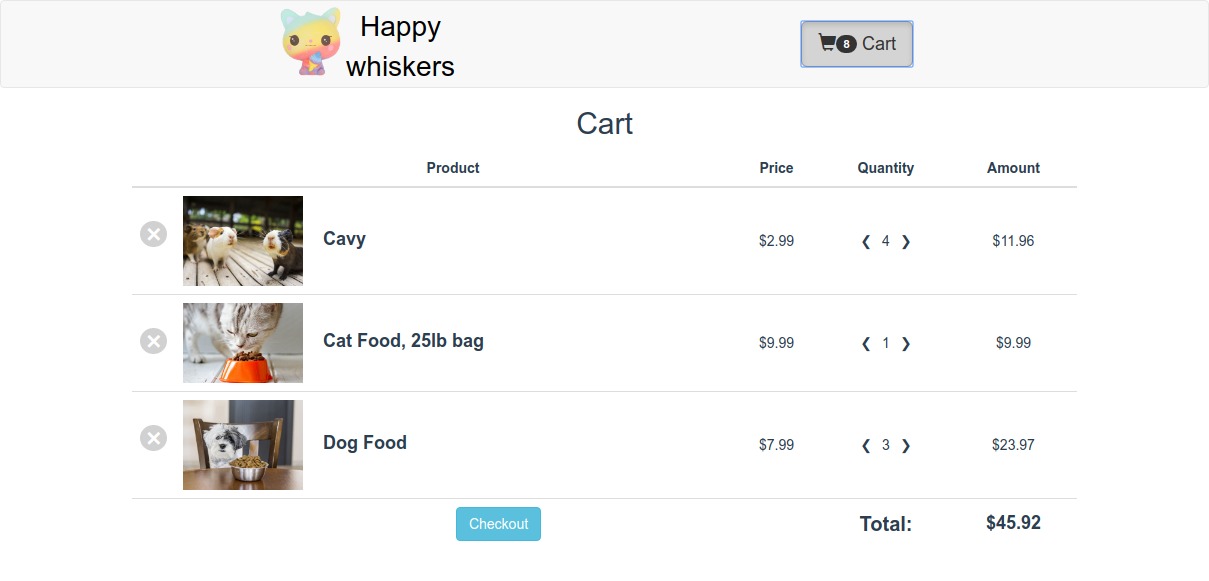 Happy
whiskers
8 Cart
Cart
Product Price Quantity Amount
Cavy $2.99 ❮ 4 ❯ $11.96
Cat Food, 25lb bag $9.99 ❮ 1 ❯ $9.99
Dog Food $7.99 ❮ 3 ❯ $23.97
Checkout Total: $45.92